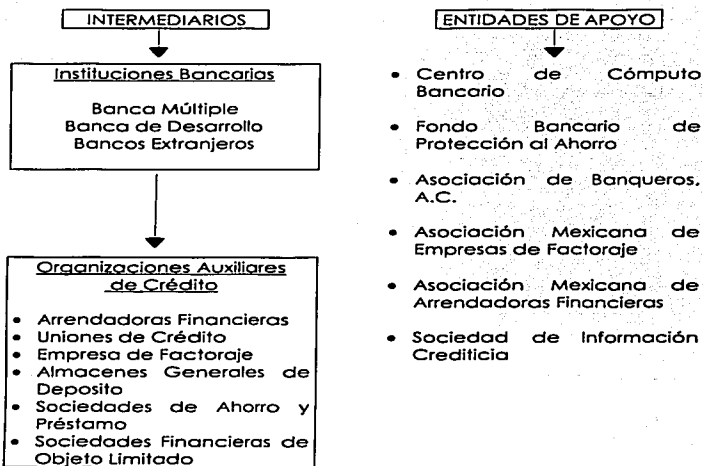 INTERMEDIARIOS
Instituciones Bancarias
Banca Múltiple
Banca de Desarrollo
Bancos Extranjeros
Organizaciones Auxiliares
de Crédito
• Arrendadoras Financieras
• Uniones de Crédito
• Empresa de Factoraje
• Almacenes Generales de
Deposito
• Sociedades de Ahorro y
Préstamo
• Sociedades Financieras de
Objeto Limitado
ENTIDADES DE APOYO
• Centro de Cómputo
Bancario
• Fondo Bancario de
Protección al Ahorro
• Asociación de Banqueros,
A.C.
• Asociación Mexicana de
Empresas de Factoraje
• Asociación Mexicana de
Arrendadoras Financieras
• Sociedad de Información
Crediticia